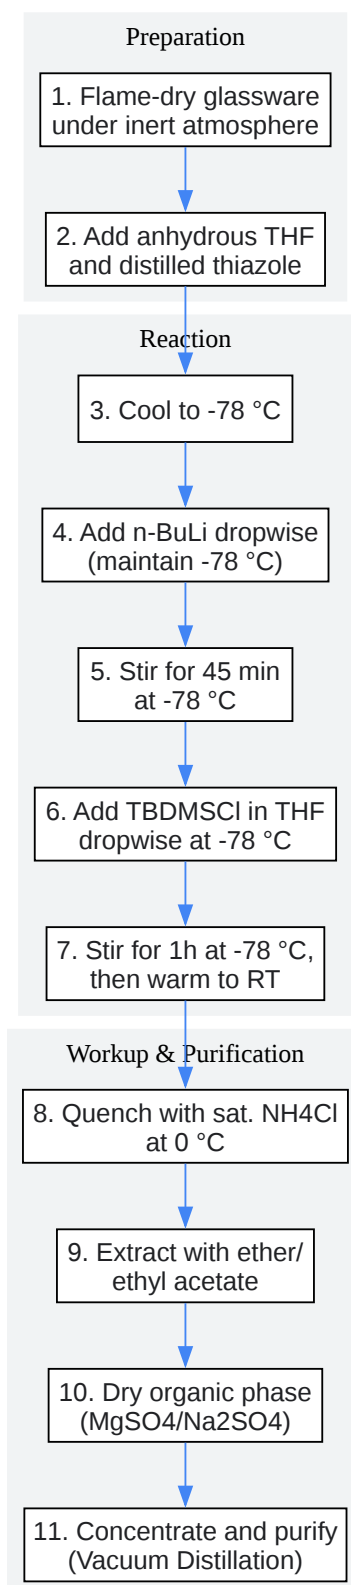 Preparation
1. Flame-dry glassware
under inert atmosphere
2. Add anhydrous THF
and distilled thiazole
Reaction
3. Cool to -78 °C
4. Add n-BuLi dropwise
(maintain -78 °C)
5. Stir for 45 min
at -78 °C
6. Add TBDMSCl in THF
dropwise at -78 °C
7. Stir for 1h at -78 °C,
then warm to RT
Workup & Purification
8. Quench with sat. NH4Cl
at 0 °C
9. Extract with ether/
ethyl acetate
10. Dry organic phase
(MgSO4/Na2SO4)
11. Concentrate and purify
(Vacuum Distillation)